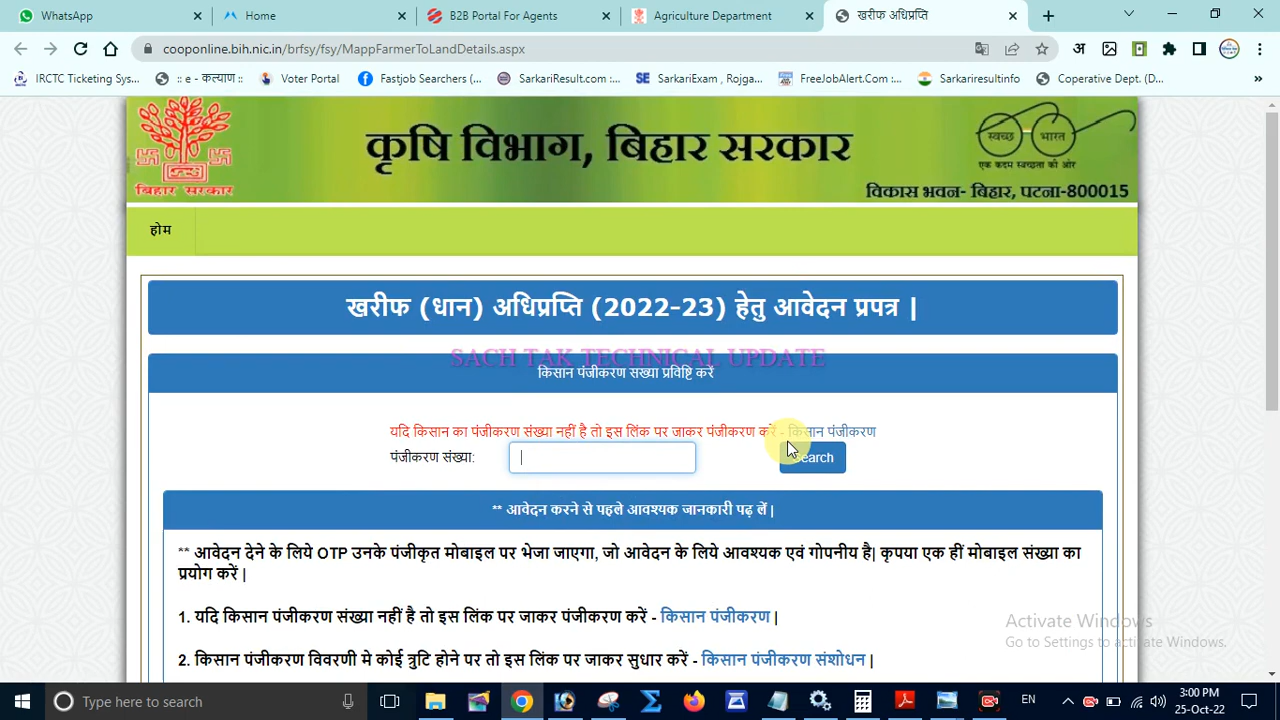 WhatsApp
Home
B2B Portal For Agents
Agriculture Department
खरीफ अधिप्रप्ति
cooponline.bih.nic.in/brfsy/fsy/MappFarmerToLandDetails.aspx
अ
IRCTC Ticketing Sys...
:: e - कल्याण ::
Voter Portal
Fastjob Searchers (...
SarkariResult.com :...
SE SarkariExam , Rojga...
FreeJobAlert.Com :...
Sarkariresultinfo
Coperative Dept. (D...
बिहार सरकार
कृषि विभाग, बिहार सरकार
स्वच्छ भारत
एक कदम स्वच्छता की ओर
विकास भवन- बिहार, पटना-800015
होम
खरीफ (धान) अधिप्रप्ति (2022-23) हेतु आवेदन प्रपत्र |
SACH TAK TECHNICAL UPDATE
किसान पंजीकरण सख्या प्रविष्टि करें
यदि किसान का पंजीकरण संख्या नहीं है तो इस लिंक पर जाकर पंजीकरण करें - किसान पंजीकरण
पंजीकरण संख्या:
Search
** आवेदन करने से पहले आवश्यक जानकारी पढ़ लें |
** आवेदन देने के लिये OTP उनके पंजीकृत मोबाइल पर भेजा जाएगा, जो आवेदन के लिये आवश्यक एवं गोपनीय है| कृपया एक हीं मोबाइल संख्या का
प्रयोग करें |
1. यदि किसान पंजीकरण संख्या नहीं है तो इस लिंक पर जाकर पंजीकरण करें - किसान पंजीकरण |
2. किसान पंजीकरण विवरणी मे कोई त्रुटि होने पर तो इस लिंक पर जाकर सुधार करें - किसान पंजीकरण संशोधन |
Activate Windows
Go to Settings to activate Windows.
Type here to search
EN
3:00 PM
25-Oct-22